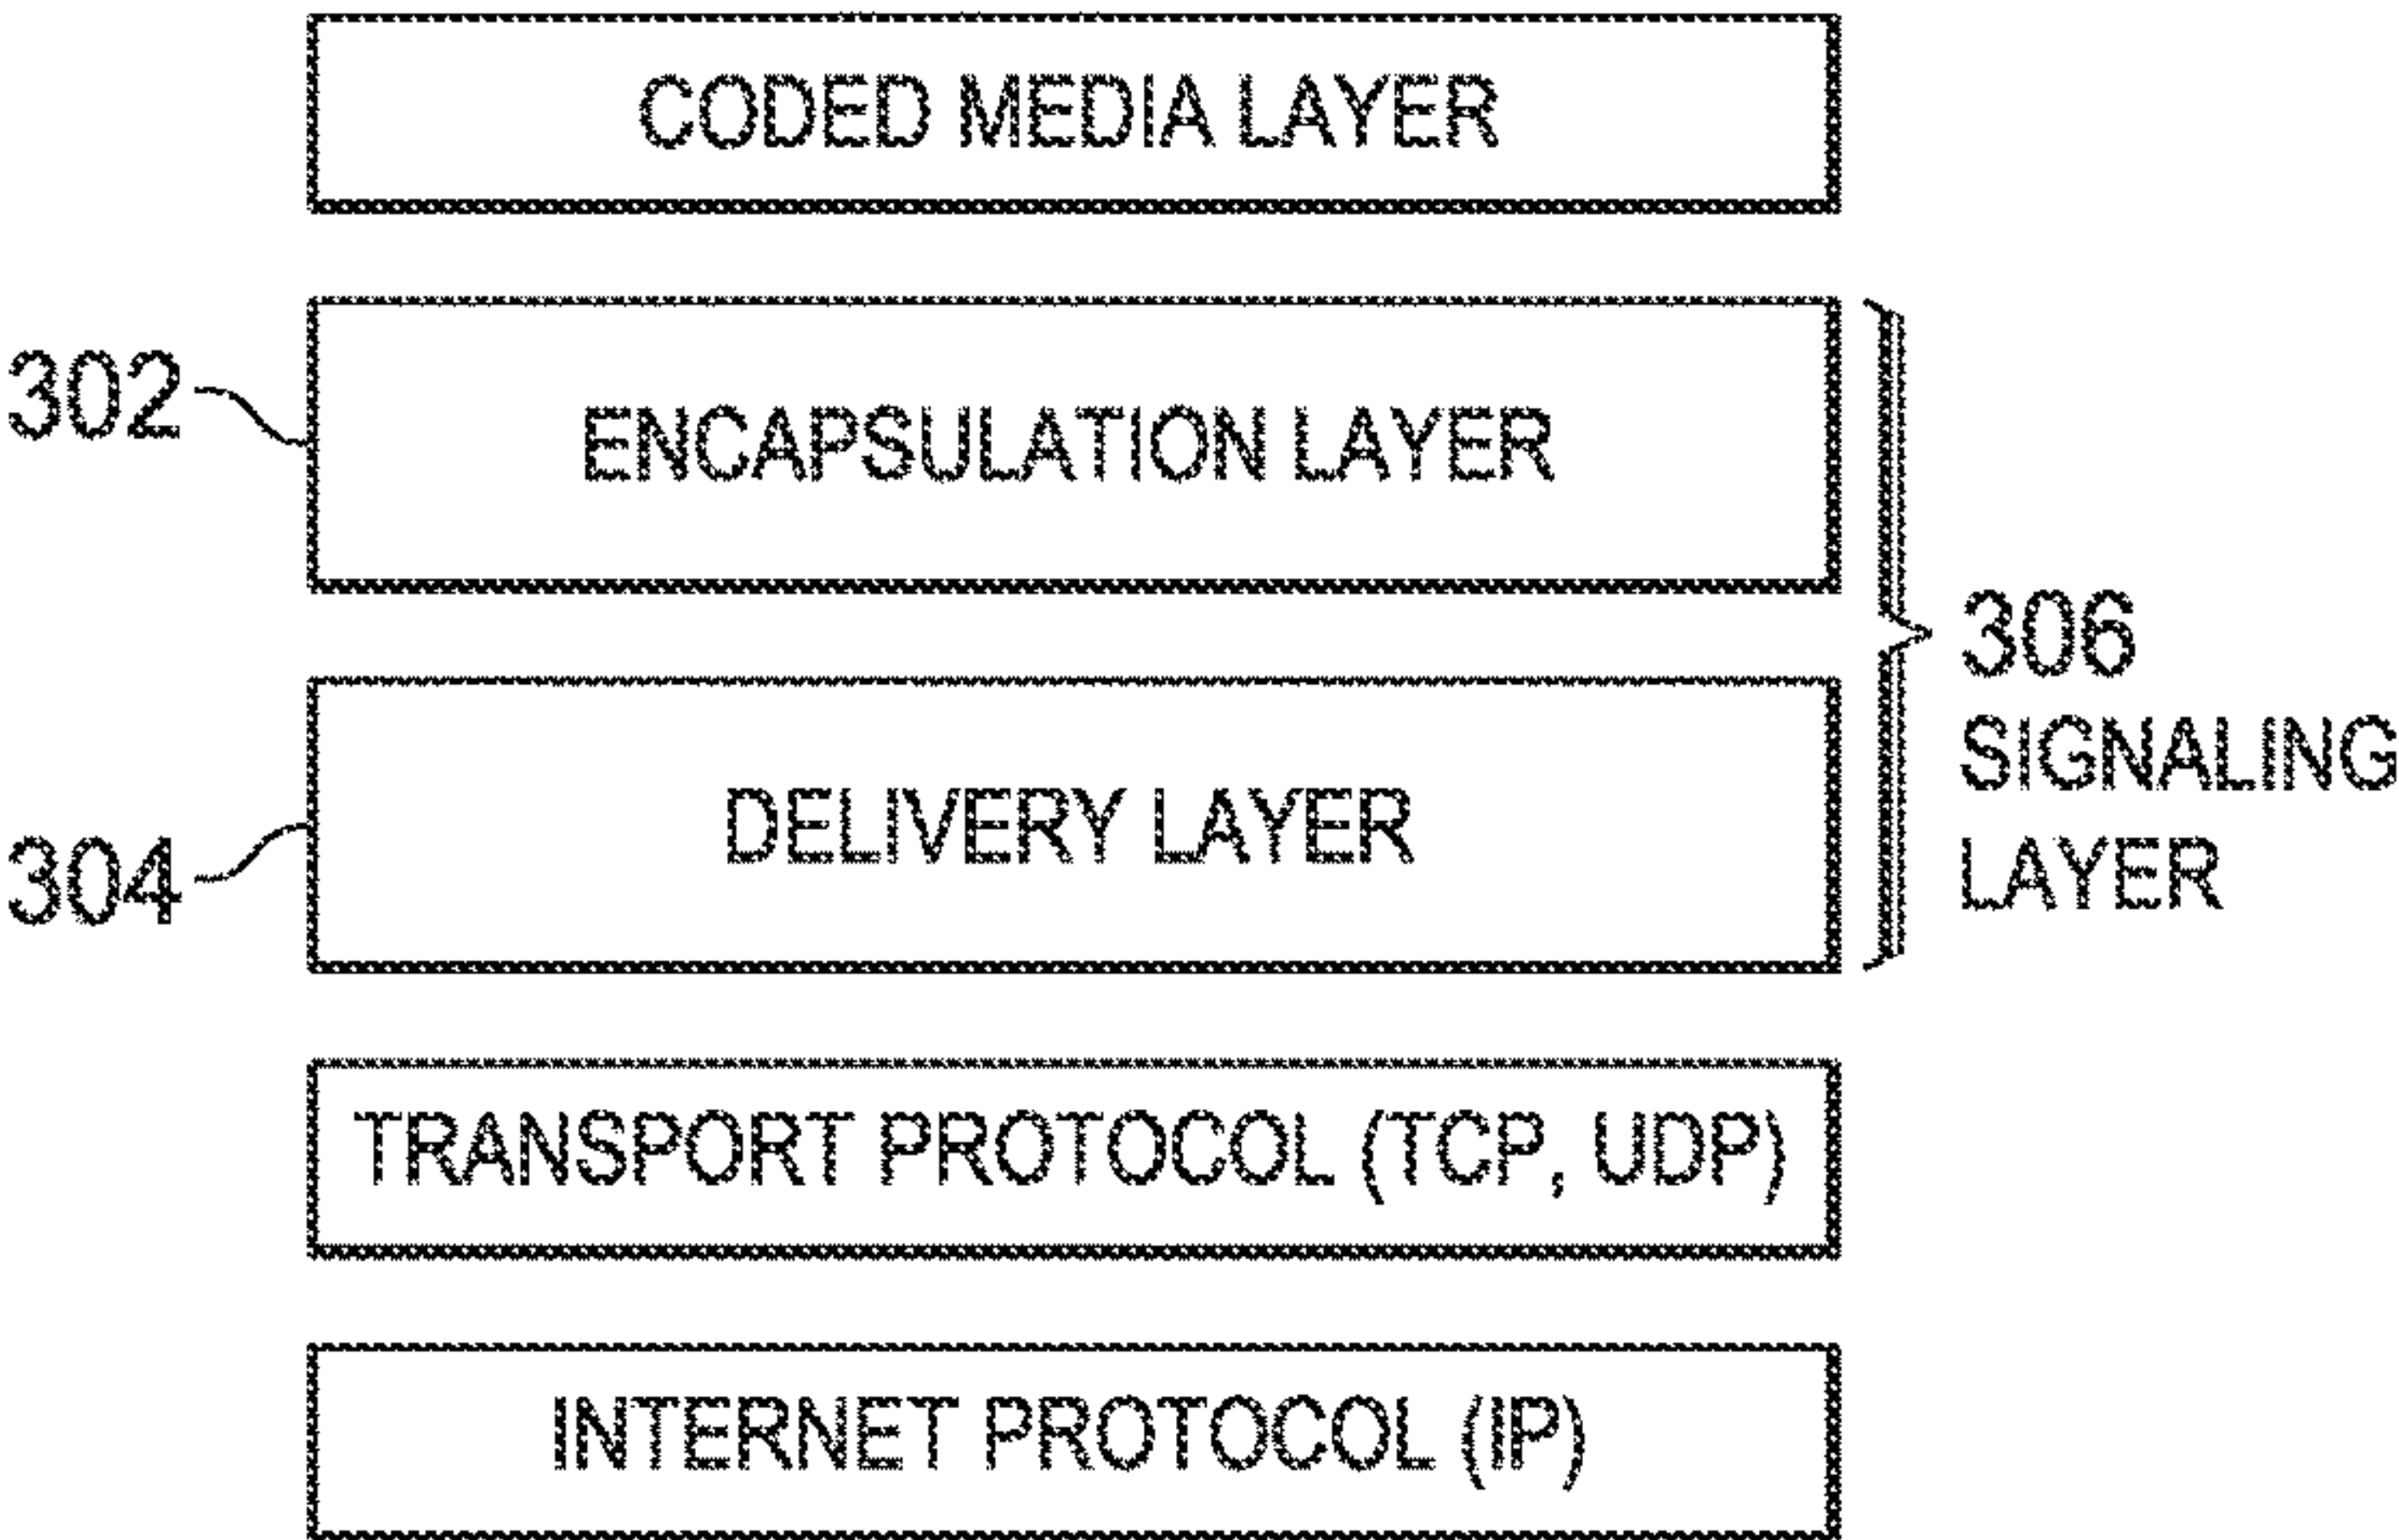 CODED MEDIA LAYER
302
ENCAPSULATION LAYER
306
SIGNALING
LAYER
304
DELIVERY LAYER
TRANSPORT PROTOCOL (TCP, UDP)
INTERNET PROTOCOL (IP)